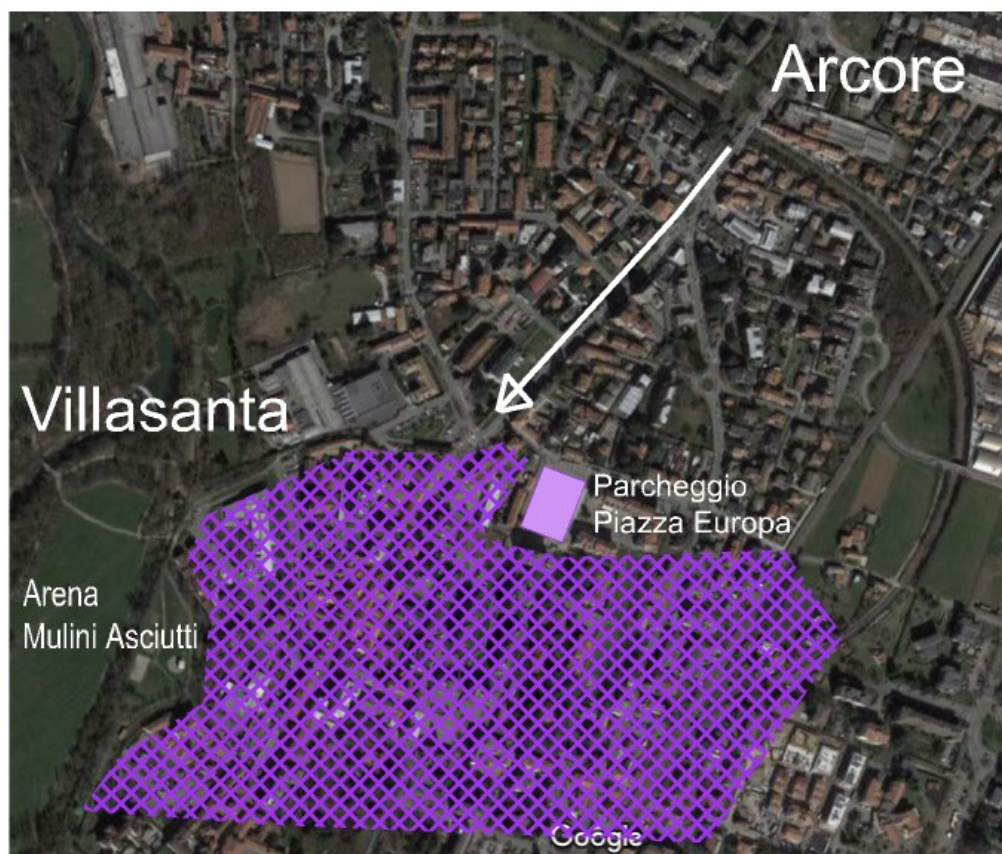 Arcore
Villasanta
Parcheggio
Piazza Europa
Arena
Mulini Asciutti
Google